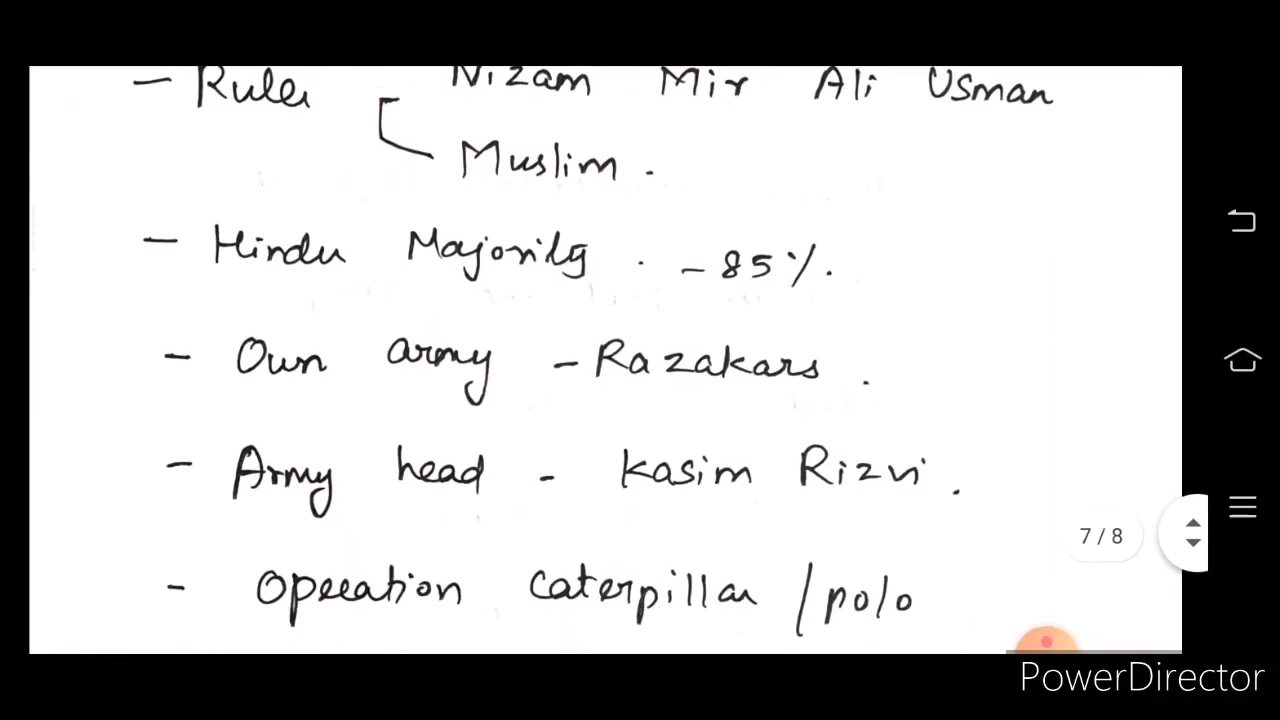 - Ruler Nizam Mir Ali Usman
Muslim.
- Hindu Majority. - 85%.
- Own army - Razakars.
- Army head - Kasim Rizvi.
- Operation Caterpillar / polo
7/8
PowerDirector